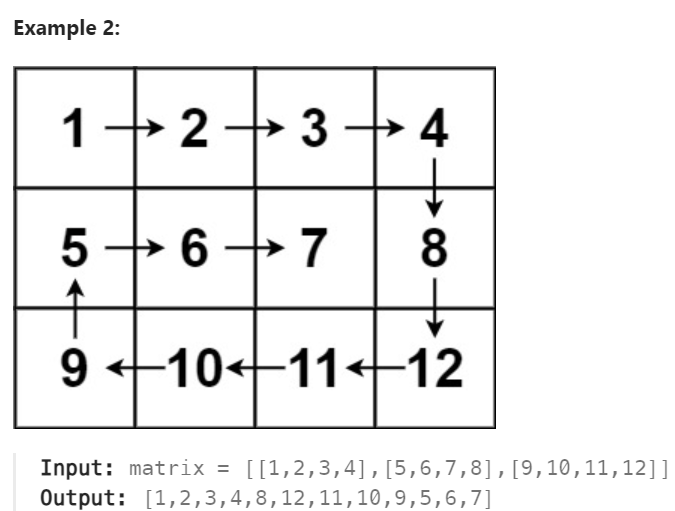 Example 2:
1 2 3 4
5 6 7 8
9 10 11 12
Input: matrix = [[1,2,3,4],[5,6,7,8],[9,10,11,12]]
Output: [1,2,3,4,8,12,11,10,9,5,6,7]